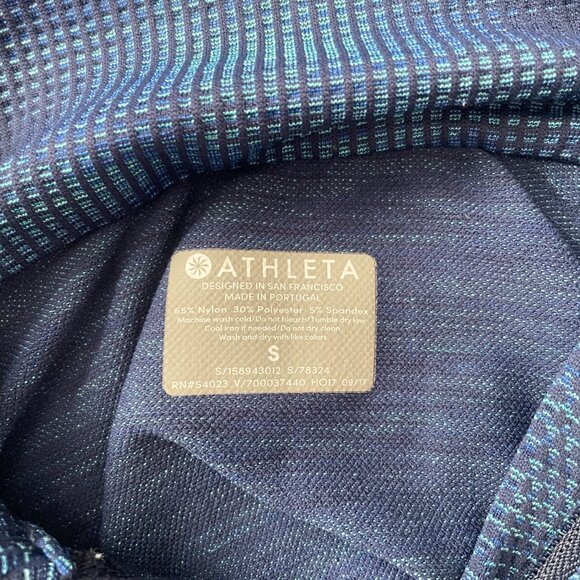 ATHLETA
DESIGNED IN SAN FRANCISCO
MADE IN PORTUGAL
65% Nylon 30% Polyester 5% Spandex
Machine wash cold/Do not bleach/Tumble dry low
Cool iron if needed/Do not dry clean
Wash and dry with like colors
S
S/158943012 S/78324
RN#54023 V/700037440 HO17 09/17